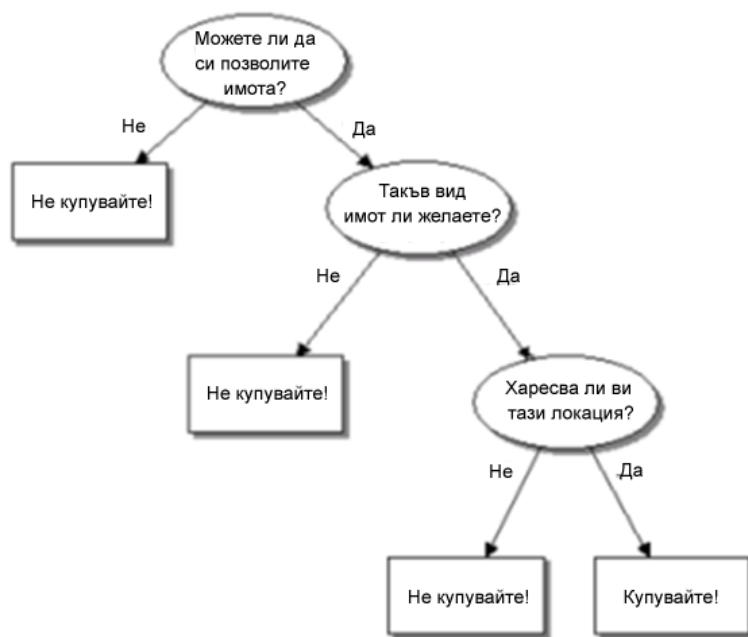 Можете ли да
си позволите
имота?
Не
Да
Не купувайте!
Такъв вид
имот ли желаете?
Не
Да
Не купувайте!
Харесва ли ви
тази локация?
Не
Да
Не купувайте!
Купувайте!